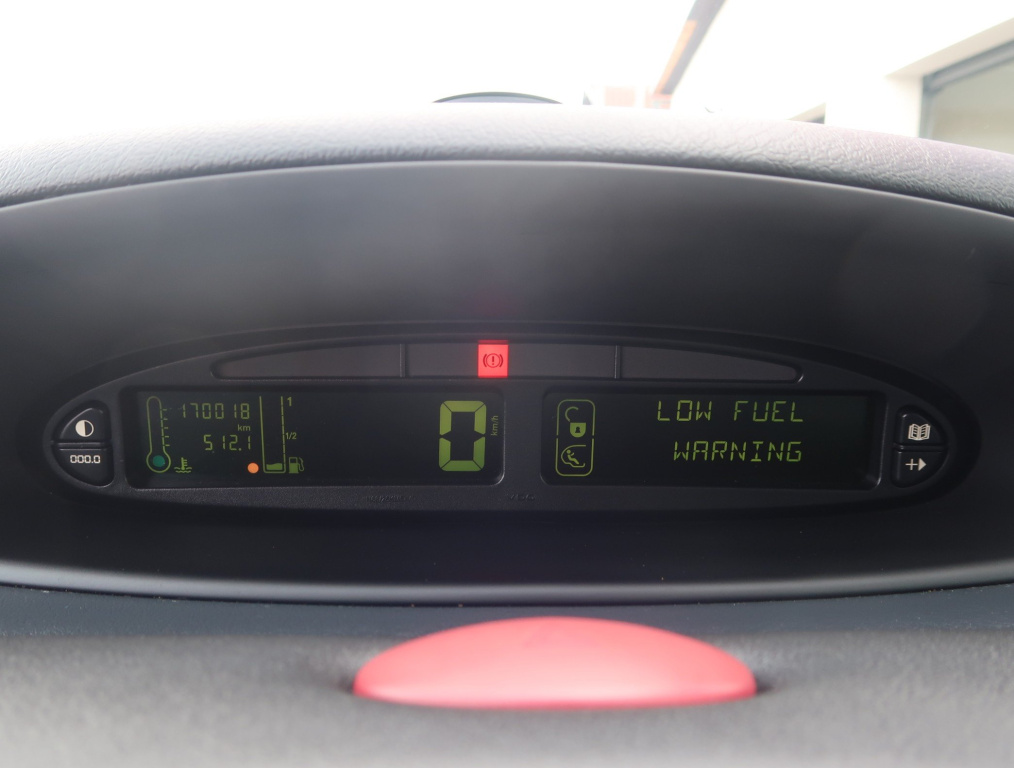 170018
km
512.1
1
1/2
0
km/h
LOW FUEL
WARNING
000.0